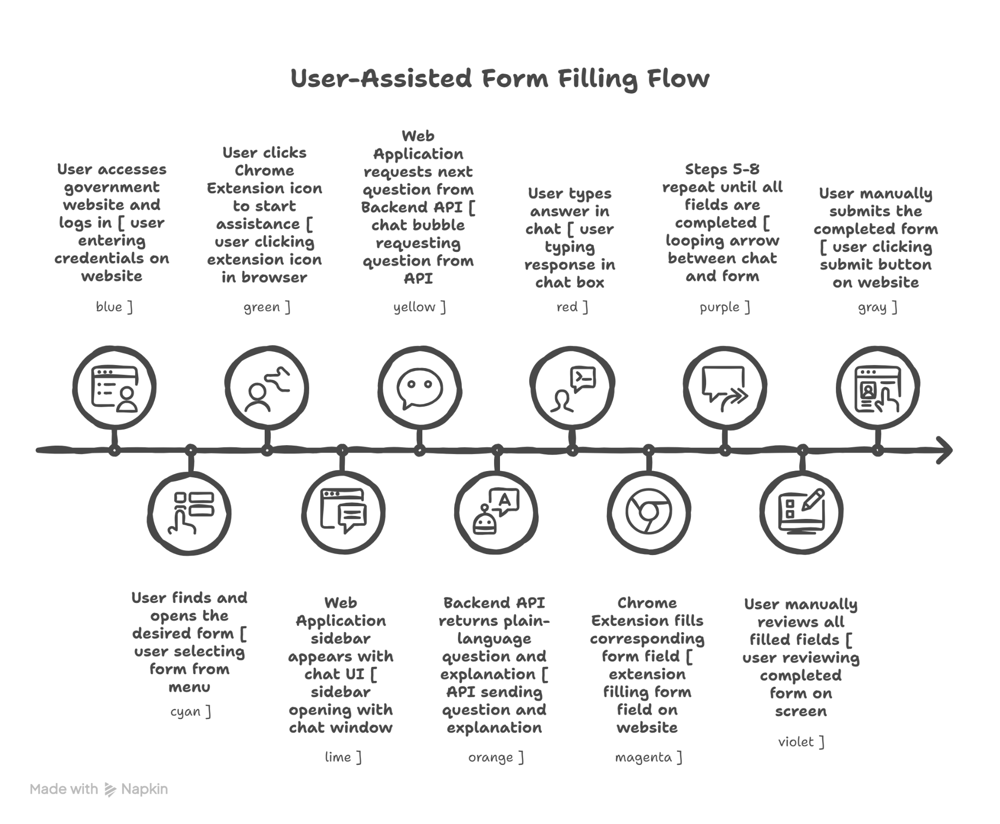 User-Assisted Form Filling Flow
User accesses
government
website and
logs in [ user
entering
credentials on
website
blue ]
User finds and
opens the
desired form [
user selecting
form from
menu
cyan ]
User clicks
Chrome
Extension icon
to start
assistance [
user clicking
extension icon
in browser
green ]
Web
Application
sidebar
appears with
chat UI [
sidebar
opening with
chat window
lime ]
Web
Application
requests next
question from
Backend API [
chat bubble
requesting
question from
API
yellow ]
Backend API
returns plain-
language
question and
explanation [
API sending
question and
explanation
orange ]
User types
answer in
chat [ user
typing
response in
chat box
red ]
Chrome
Extension fills
corresponding
form field [
extension
filling form
field on
website
magenta ]
Steps 5-8
repeat until all
fields are
completed [
looping arrow
between chat
and form
purple ]
User manually
reviews all
filled fields [
user reviewing
completed
form on
screen
violet ]
User manually
submits the
completed form
[ user clicking
submit button
on website
gray ]
A
Made with Napkin